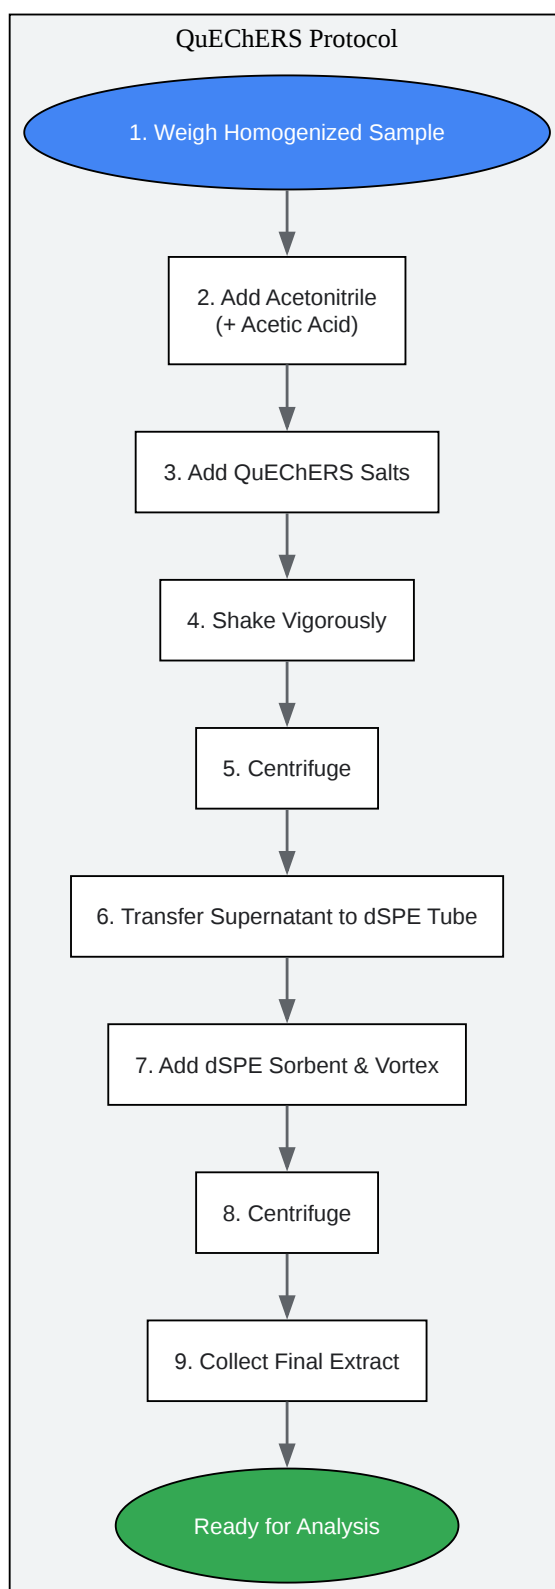 QuEChERS Protocol
1. Weigh Homogenized Sample
2. Add Acetonitrile
(+ Acetic Acid)
3. Add QuEChERS Salts
4. Shake Vigorously
5. Centrifuge
6. Transfer Supernatant to dSPE Tube
7. Add dSPE Sorbent & Vortex
8. Centrifuge
9. Collect Final Extract
Ready for Analysis